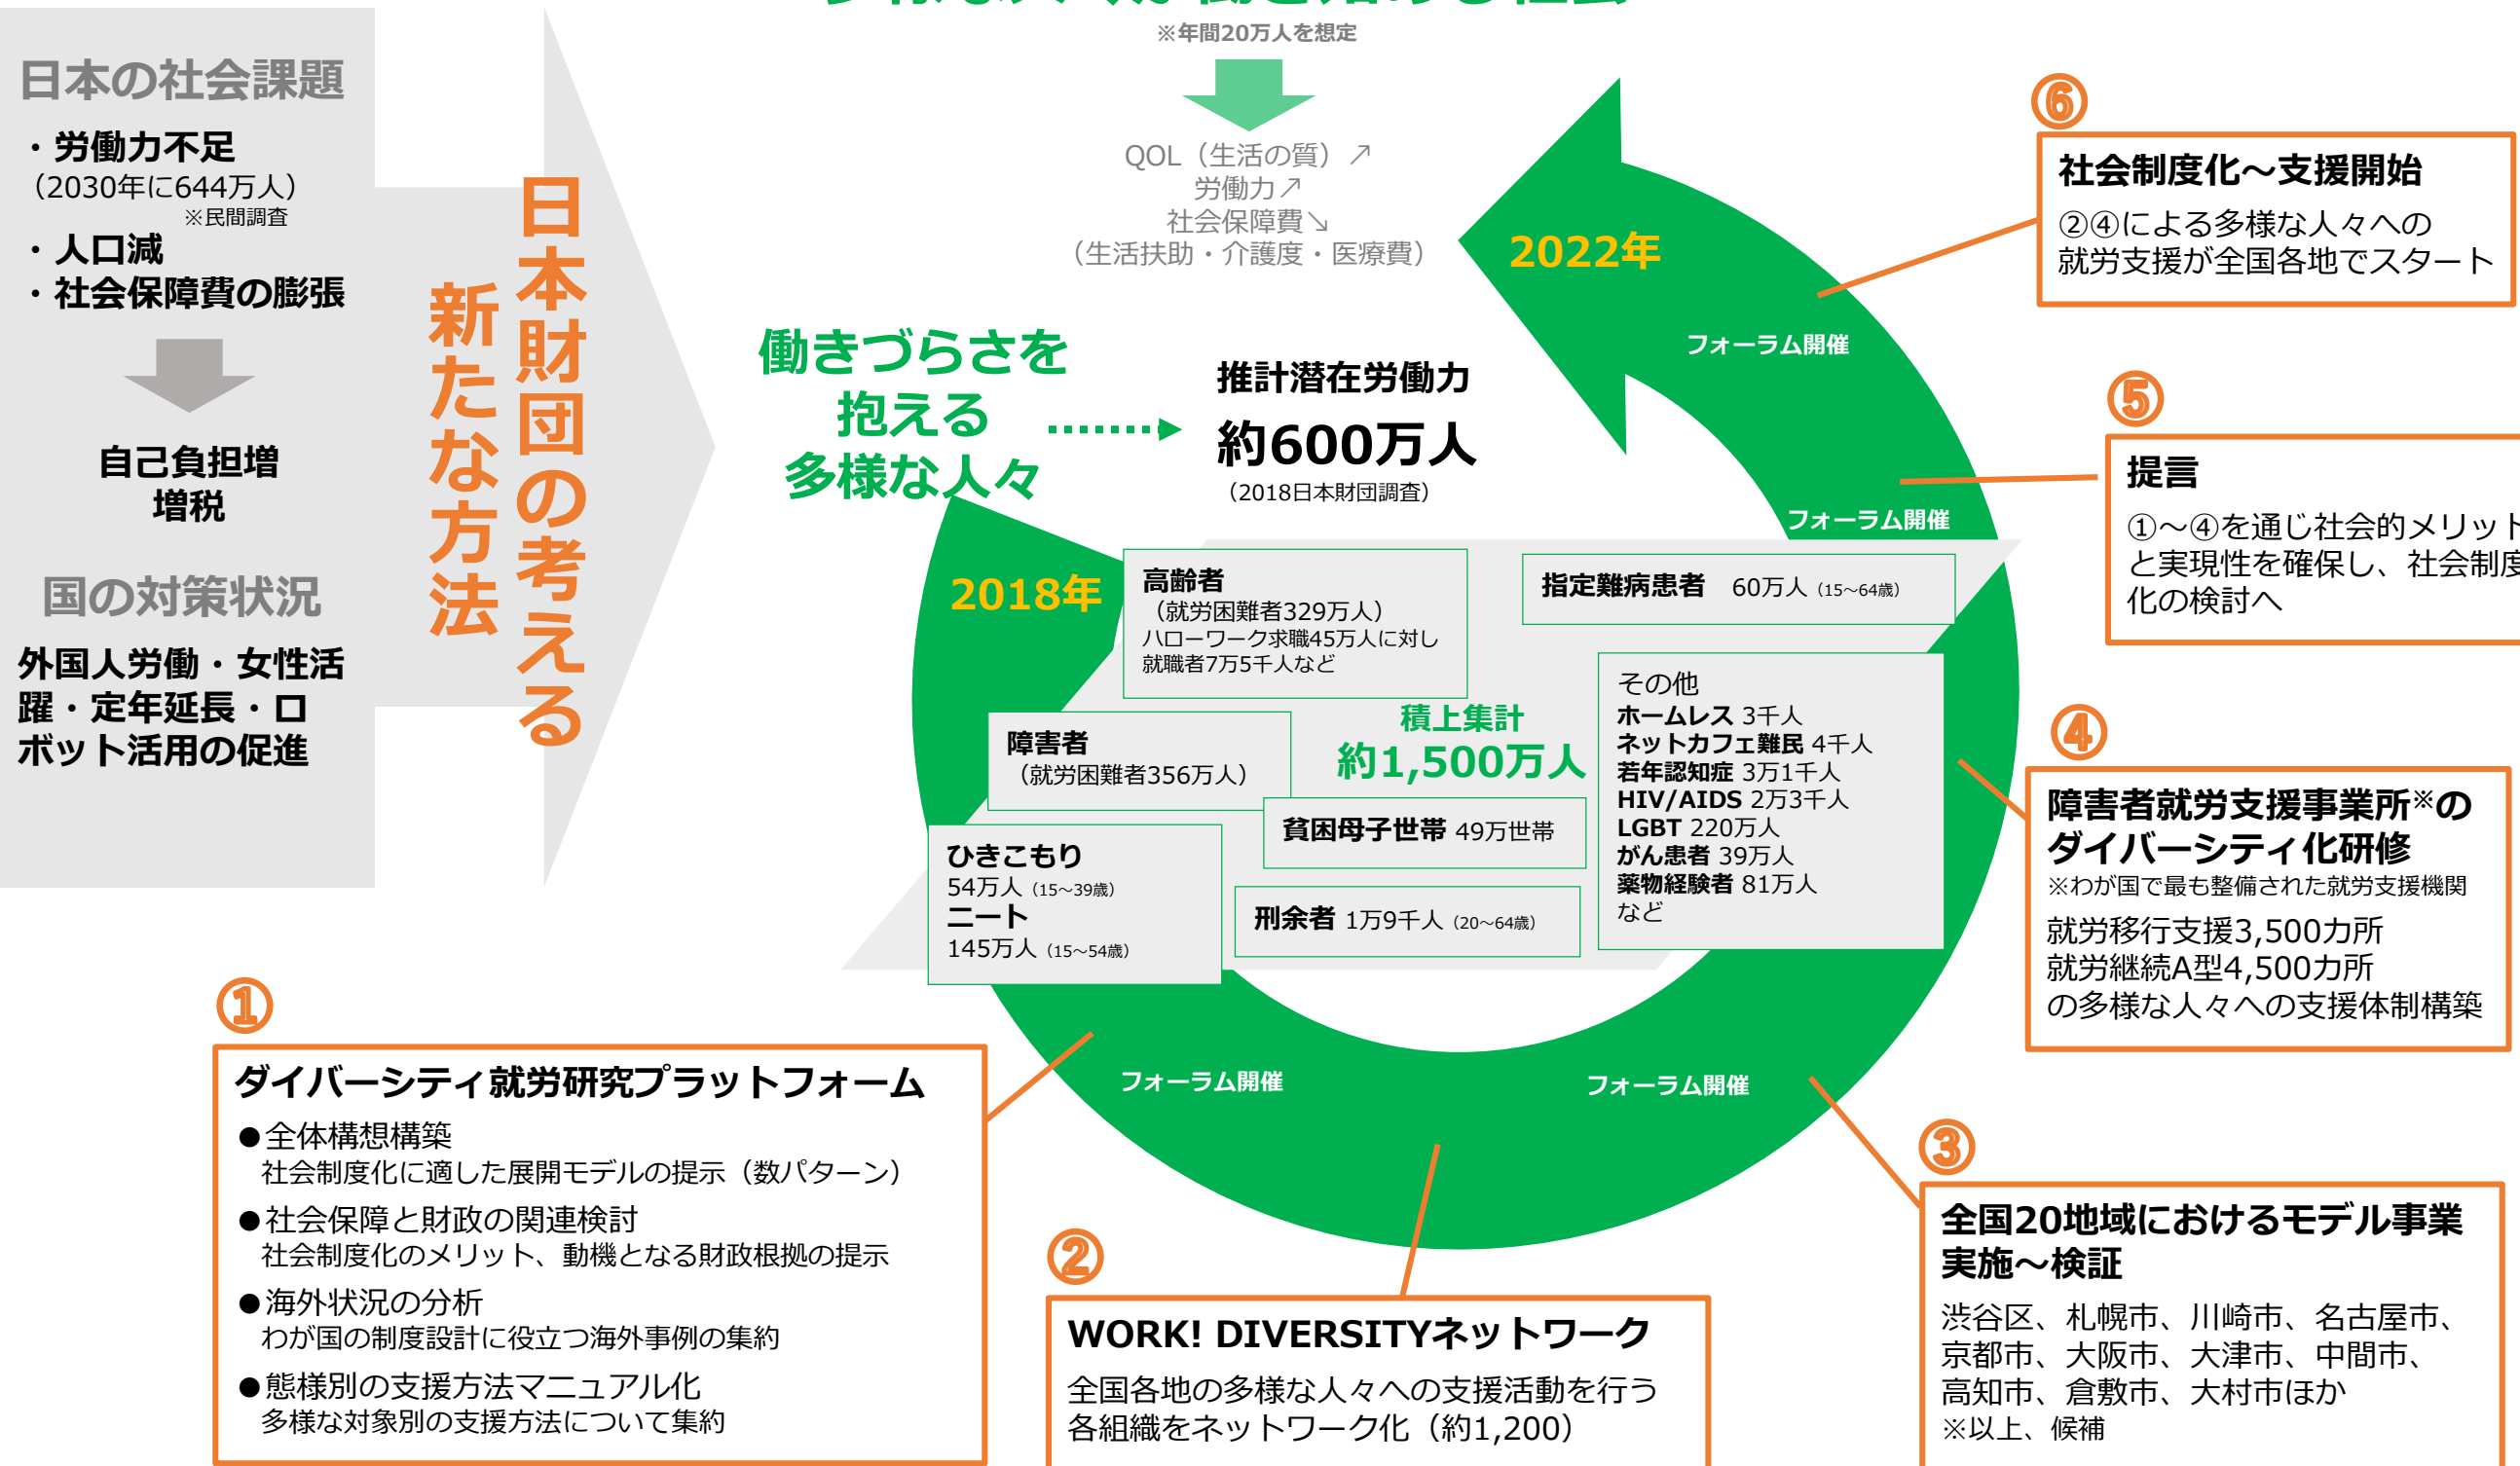 ※年間20万人を想定
日本の社会課題
・労働力不足
（2030年に644万人）
※民間調査
・人口減
・社会保障費の膨張
自己負担増
増税
国の対策状況
外国人労働・女性活
躍・定年延長・ロ
ボット活用の促進
日本財団の考える
新たな方法
QOL（生活の質）↗
労働力↗
社会保障費↘
（生活扶助・介護度・医療費）
働きづらさを
抱える
多様な人々
推計潜在労働力
約600万人
（2018日本財団調査）
2022年
フォーラム開催
フォーラム開催
2018年
高齢者
（就労困難者329万人）
ハローワーク求職45万人に対し
就職者7万5千人など
指定難病患者 60万人（15～64歳）
障害者
（就労困難者356万人）
積上集計
約1,500万人
その他
ホームレス 3千人
ネットカフェ難民 4千人
若年認知症 3万1千人
HIV/AIDS 2万3千人
LGBT 220万人
がん患者 39万人
薬物経験者 81万人
など
貧困母子世帯 49万世帯
ひきこもり
54万人（15～39歳）
ニート
145万人（15～54歳）
刑余者 1万9千人（20～64歳）
フォーラム開催
フォーラム開催
①
ダイバーシティ就労研究プラットフォーム
●全体構想構築
社会制度化に適した展開モデルの提示（数パターン）
●社会保障と財政の関連検討
社会制度化のメリット、動機となる財政根拠の提示
●海外状況の分析
わが国の制度設計に役立つ海外事例の集約
●態様別の支援方法マニュアル化
多様な対象別の支援方法について集約
②
WORK! DIVERSITYネットワーク
全国各地の多様な人々への支援活動を行う
各組織をネットワーク化（約1,200）
③
全国20地域におけるモデル事業
実施～検証
渋谷区、札幌市、川崎市、名古屋市、
京都市、大阪市、大津市、中間市、
高知市、倉敷市、大村市ほか
※以上、候補
④
障害者就労支援事業所※の
ダイバーシティ化研修
※わが国で最も整備された就労支援機関
就労移行支援3,500カ所
就労継続A型4,500カ所
の多様な人々への支援体制構築
⑤
提言
①～④を通じ社会的メリット
と実現性を確保し、社会制度
化の検討へ
⑥
社会制度化～支援開始
②④による多様な人々への
就労支援が全国各地でスタート